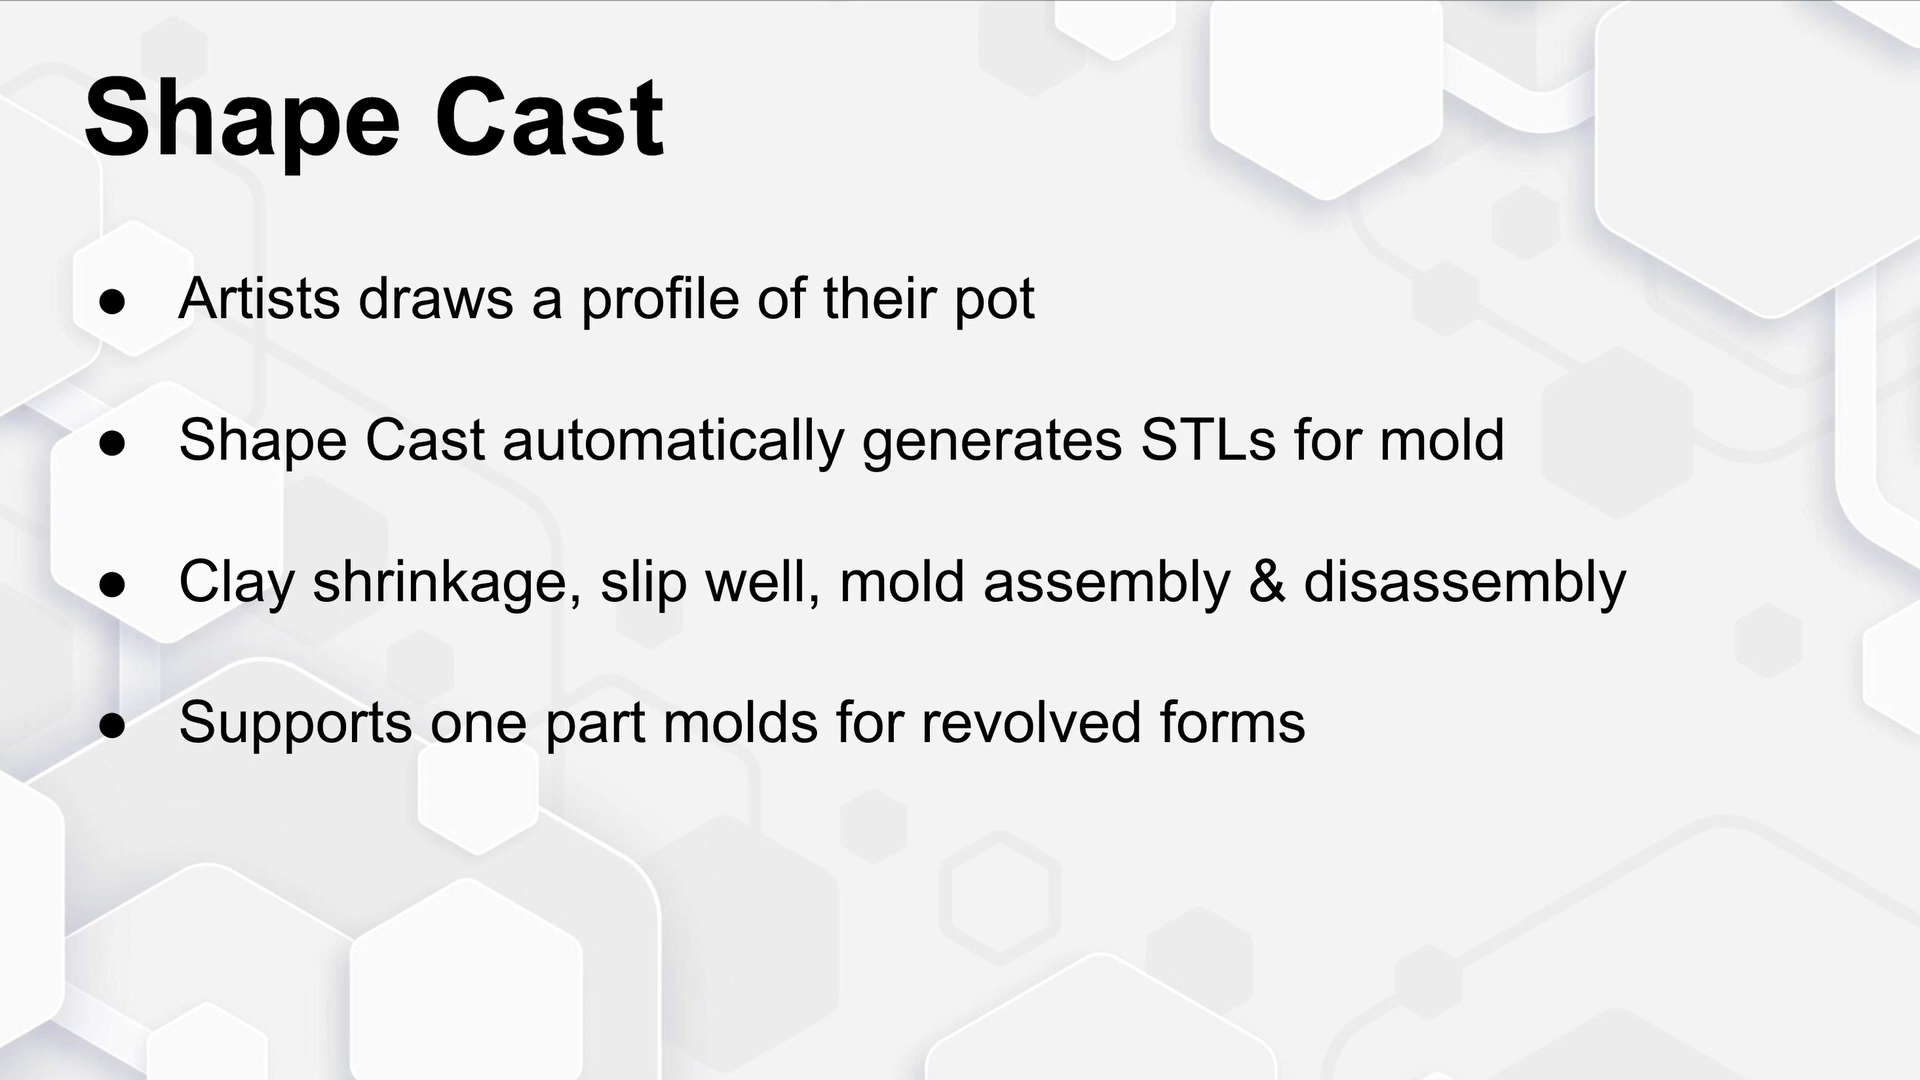 Shape Cast
● Artists draws a profile of their pot
● Shape Cast automatically generates STLs for mold
● Clay shrinkage, slip well, mold assembly & disassembly
● Supports one part molds for revolved forms